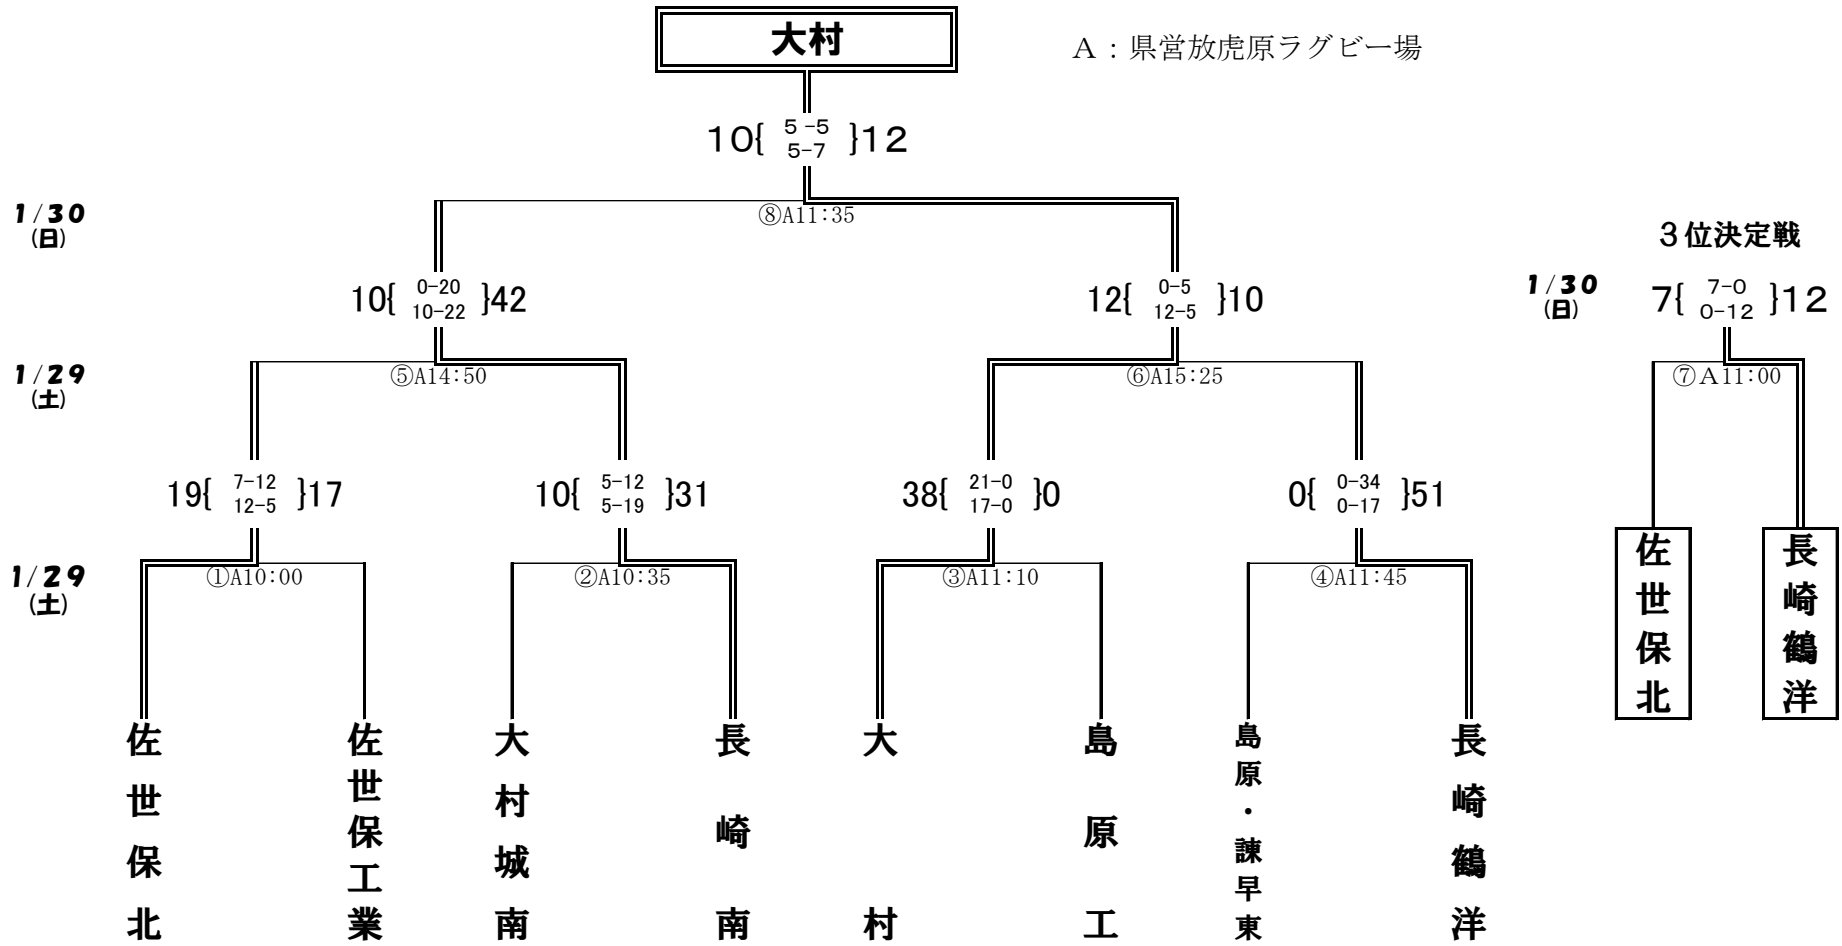 大村
A：県営放虎原ラグビー場
10{ 5-5 }12
5-7
1/30
(日)
⑧A11:35
3位決定戦
10{ 0-20 }42
10-22
12{ 0-5 }10
12-5
1/30
(日)
7{ 7-0 }12
0-12
1/29
(土)
⑤A14:50
⑥A15:25
⑦A11:00
19{ 7-12 }17
12-5
10{ 5-12 }31
5-19
38{ 21-0 }0
17-0
0{ 0-34 }51
0-17
1/29
(土)
①A10:00
②A10:35
③A11:10
④A11:45
佐世保北
長崎鶴洋
佐世保北
佐世保工業
大村城南
長崎南
大村
島原工
島原・諫早東
長崎鶴洋